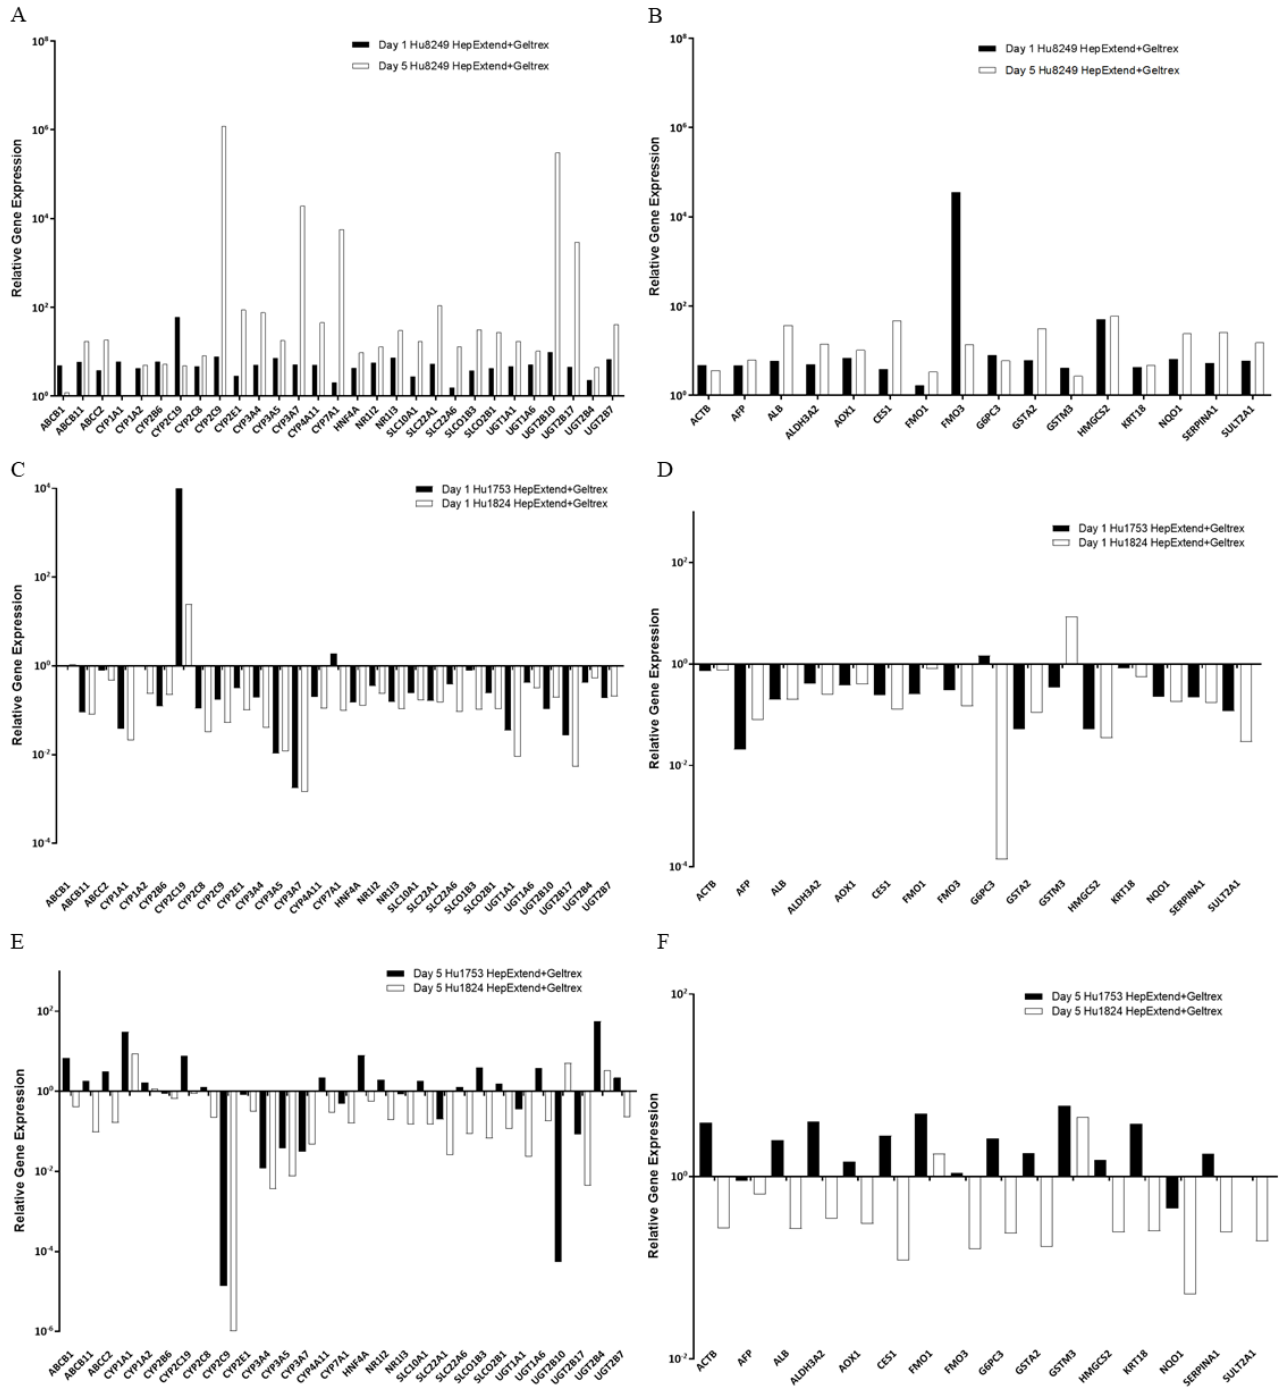 A
Day 1 Hu8249 HepExtend+Geltrex
Day 5 Hu8249 HepExtend+Geltrex
Relative Gene Expression
10^8
10^6
10^4
10^2
10^0
ABCB1 ABCB11 ABCC2 CYP1A1 CYP1A2 CYP2B6 CYP2C19 CYP2C8 CYP2C9 CYP2E1 CYP3A4 CYP3A5 CYP3A7 CYP4A11 CYP7A1 HNF4A NR1I2 NR1I3 SLC10A1 SLC22A1 SLC22A6 SLCO1B3 SLCO2B1 UGT1A1 UGT1A6 UGT2B10 UGT2B17 UGT2B4 UGT2B7
B
Day 1 Hu8249 HepExtend+Geltrex
Day 5 Hu8249 HepExtend+Geltrex
Relative Gene Expression
10^8
10^6
10^4
10^2
10^0
ACTB AFP ALB ALDH3A2 AOX1 CES1 FMO1 FMO3 G6PC3 GSTA2 GSTM3 HMGCS2 KRT18 NQO1 SERPINA1 SULT2A1
C
Day 1 Hu1753 HepExtend+Geltrex
Day 1 Hu1824 HepExtend+Geltrex
Relative Gene Expression
10^4
10^2
10^0
10^-2
10^-4
ABCB1 ABCB11 ABCC2 CYP1A1 CYP1A2 CYP2B6 CYP2C19 CYP2C8 CYP2C9 CYP2E1 CYP3A4 CYP3A5 CYP3A7 CYP4A11 CYP7A1 HNF4A NR1I2 NR1I3 SLC10A1 SLC22A1 SLC22A6 SLCO1B3 SLCO2B1 UGT1A1 UGT1A6 UGT2B10 UGT2B17 UGT2B4 UGT2B7
D
Day 1 Hu1753 HepExtend+Geltrex
Day 1 Hu1824 HepExtend+Geltrex
Relative Gene Expression
10^2
10^0
10^-2
10^-4
ACTB AFP ALB ALDH3A2 AOX1 CES1 FMO1 FMO3 G6PC3 GSTA2 GSTM3 HMGCS2 KRT18 NQO1 SERPINA1 SULT2A1
E
Day 5 Hu1753 HepExtend+Geltrex
Day 5 Hu1824 HepExtend+Geltrex
Relative Gene Expression
10^2
10^0
10^-2
10^-4
10^-6
ABCB1 ABCB11 ABCC2 CYP1A1 CYP1A2 CYP2B6 CYP2C19 CYP2C8 CYP2C9 CYP2E1 CYP3A4 CYP3A5 CYP3A7 CYP4A11 CYP7A1 HNF4A NR1I2 NR1I3 SLC10A1 SLC22A1 SLC22A6 SLCO1B3 SLCO2B1 UGT1A1 UGT1A6 UGT2B10 UGT2B17 UGT2B4 UGT2B7
F
Day 5 Hu1753 HepExtend+Geltrex
Day 5 Hu1824 HepExtend+Geltrex
Relative Gene Expression
10^2
10^0
10^-2
ACTB AFP ALB ALDH3A2 AOX1 CES1 FMO1 FMO3 G6PC3 GSTA2 GSTM3 HMGCS2 KRT18 NQO1 SERPINA1 SULT2A1